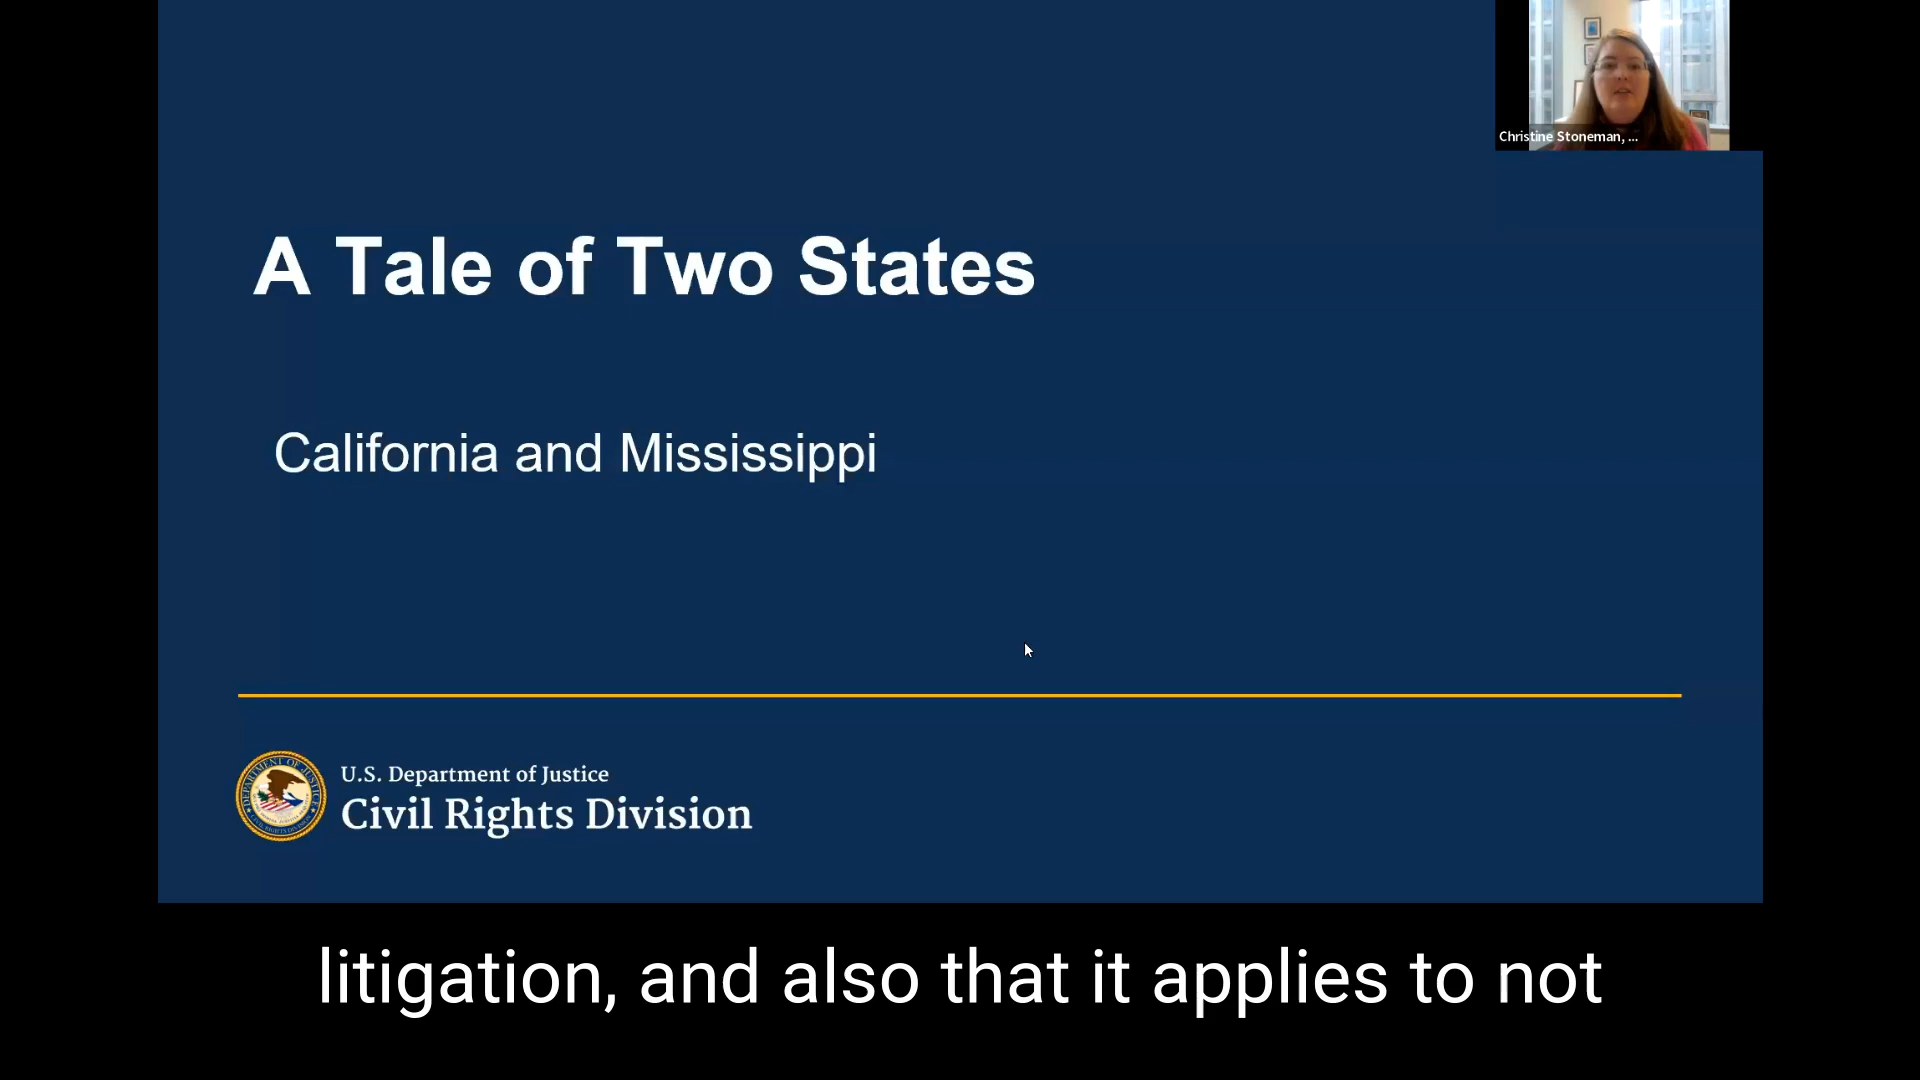 Christine Stoneman, ...
A Tale of Two States
California and Mississippi
U.S. Department of Justice
Civil Rights Division
litigation, and also that it applies to not